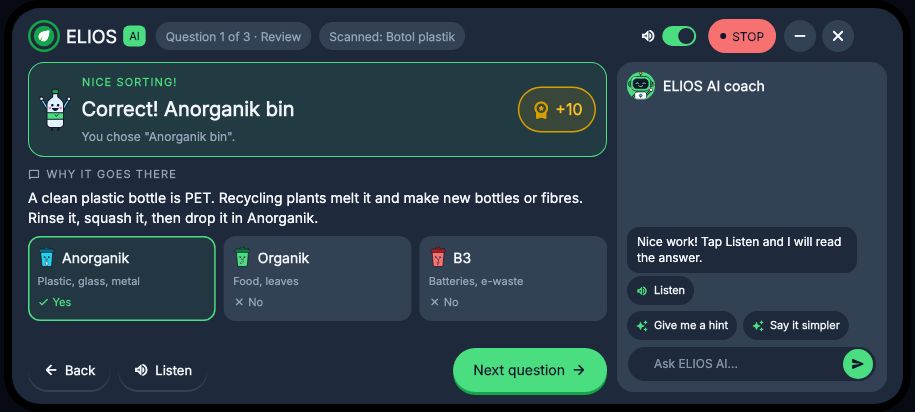 ELIOS AI
Question 1 of 3 · Review
Scanned: Botol plastik
STOP
NICE SORTING!
Correct! Anorganik bin
You chose "Anorganik bin".
+10
WHY IT GOES THERE
A clean plastic bottle is PET. Recycling plants melt it and make new bottles or fibres.
Rinse it, squash it, then drop it in Anorganik.
Anorganik
Plastic, glass, metal
Yes
Organik
Food, leaves
No
B3
Batteries, e-waste
No
Back
Listen
Next question
ELIOS AI coach
Nice work! Tap Listen and I will read
the answer.
Listen
Give me a hint
Say it simpler
Ask ELIOS AI...